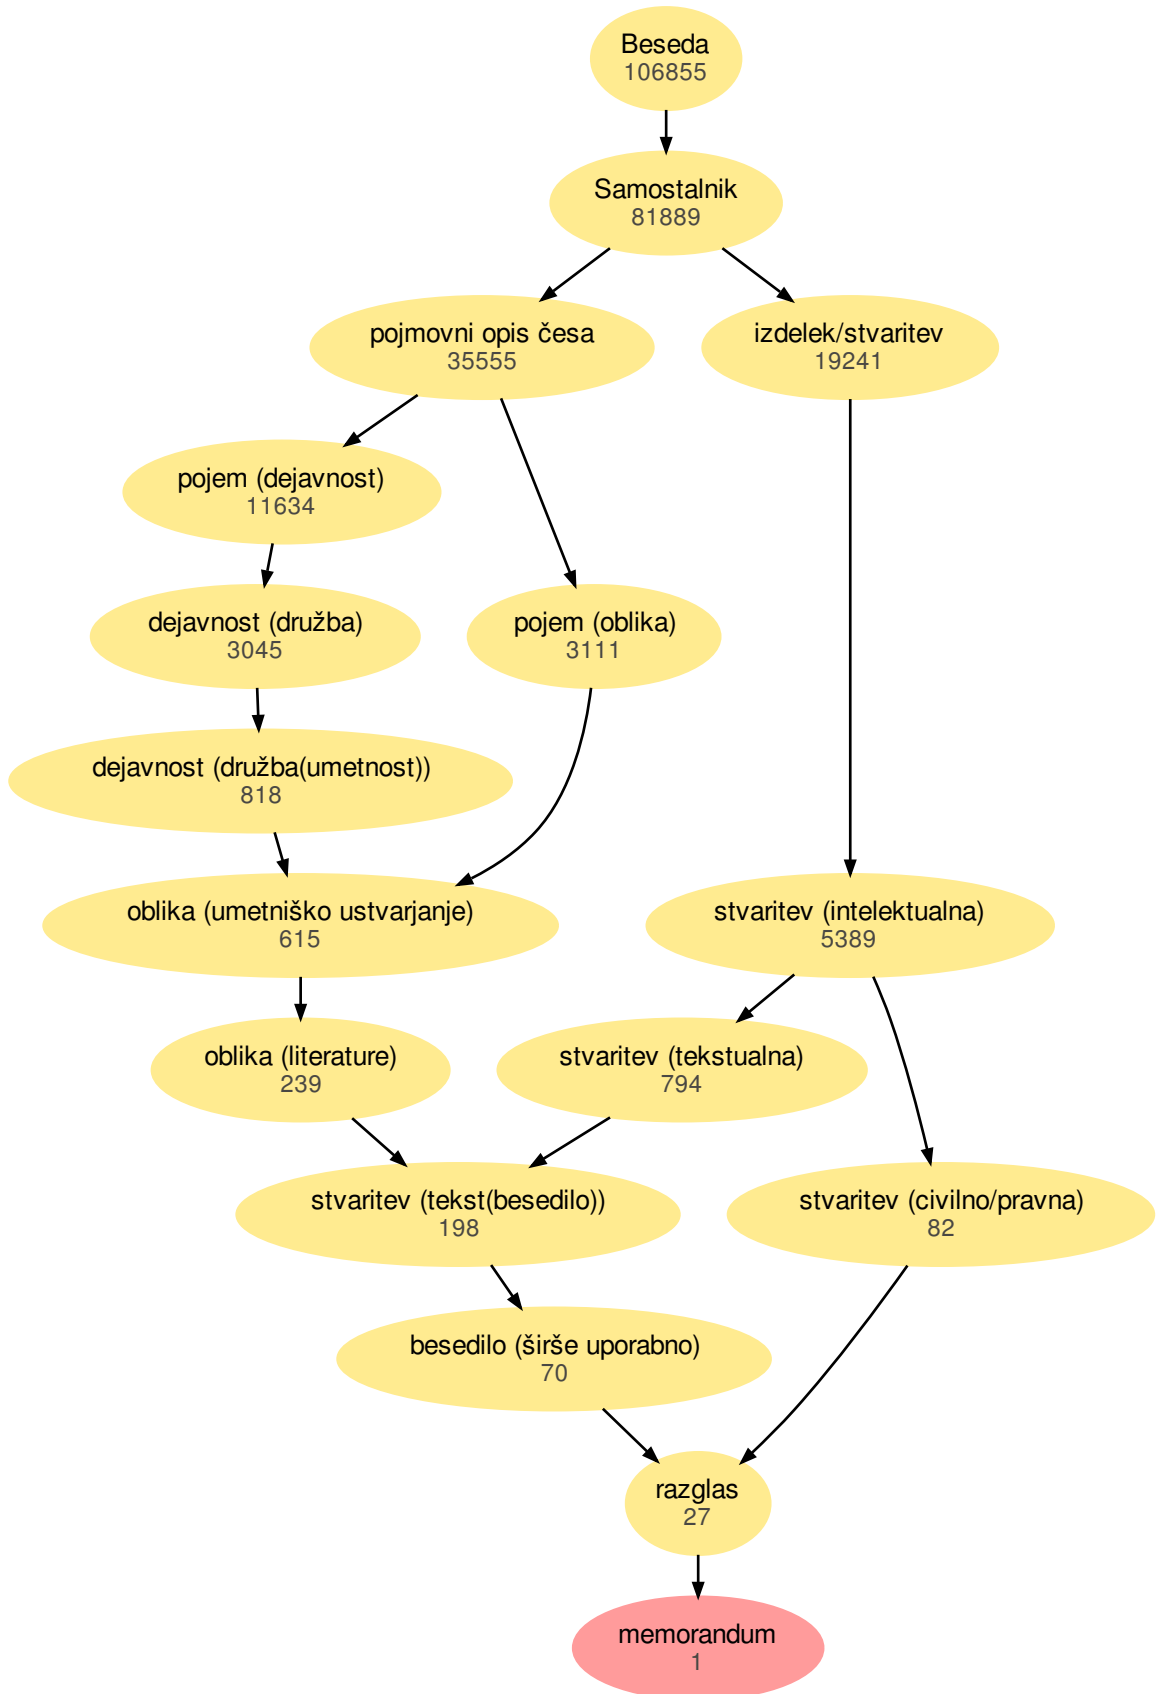 Beseda
106855
Samostalnik
81889
pojmovni opis česa
35555
izdelek/stvaritev
19241
pojem (dejavnost)
11634
dejavnost (družba)
3045
pojem (oblika)
3111
dejavnost (družba(umetnost))
818
oblika (umetniško ustvarjanje)
615
stvaritev (intelektualna)
5389
oblika (literature)
239
stvaritev (tekstualna)
794
stvaritev (tekst(besedilo))
198
stvaritev (civilno/pravna)
82
besedilo (širše uporabno)
70
razglas
27
memorandum
1